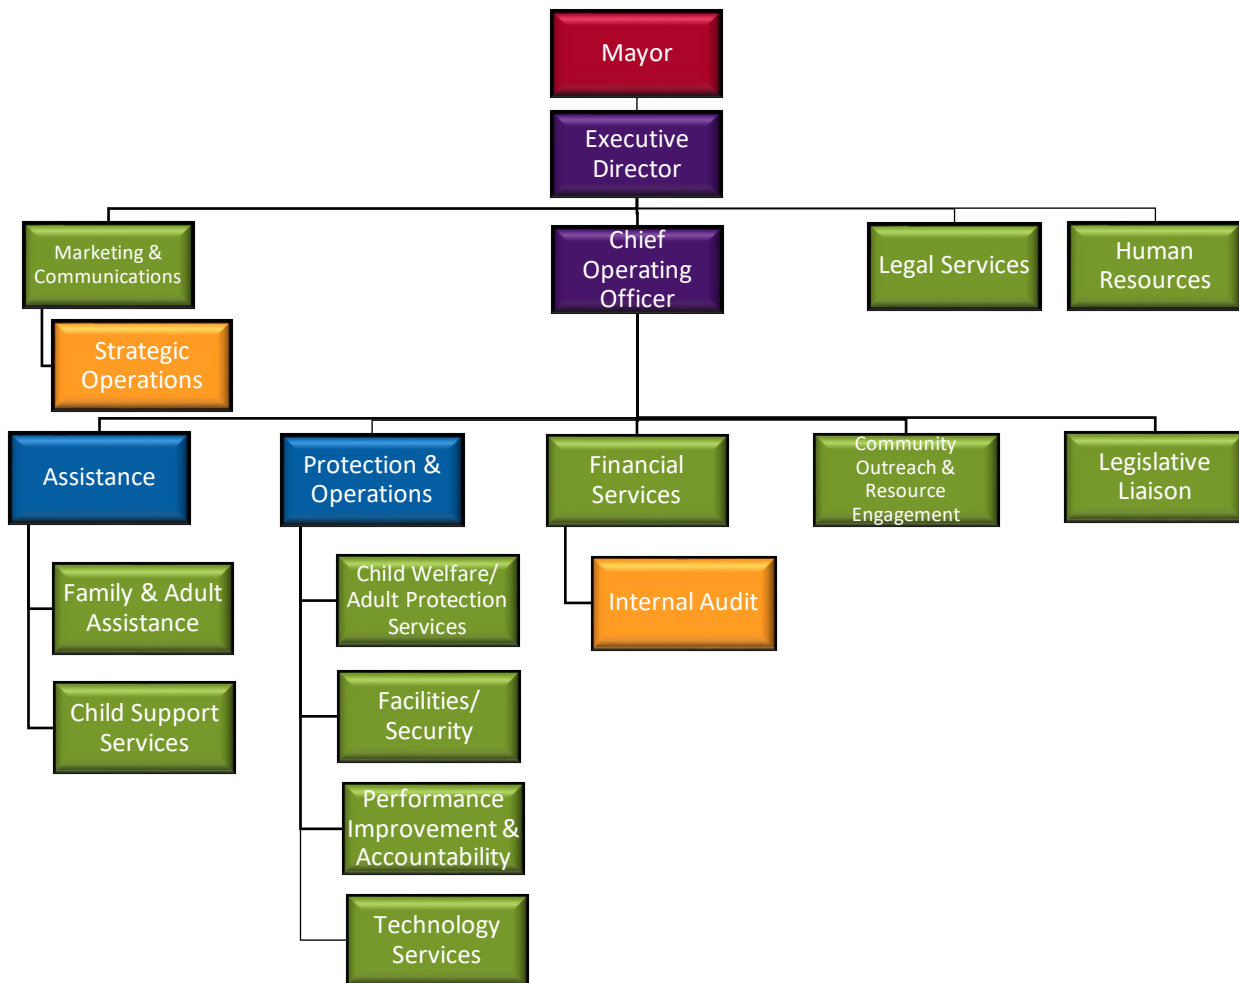 Mayor
Executive
Director
Marketing &
Communications
Chief
Operating
Officer
Legal Services
Human
Resources
Strategic
Operations
Assistance
Protection &
Operations
Financial
Services
Community
Outreach &
Resource
Engagement
Legislative
Liaison
Family & Adult
Assistance
Child Support
Services
Child Welfare/
Adult Protection
Services
Facilities/
Security
Performance
Improvement &
Accountability
Technology
Services
Internal Audit